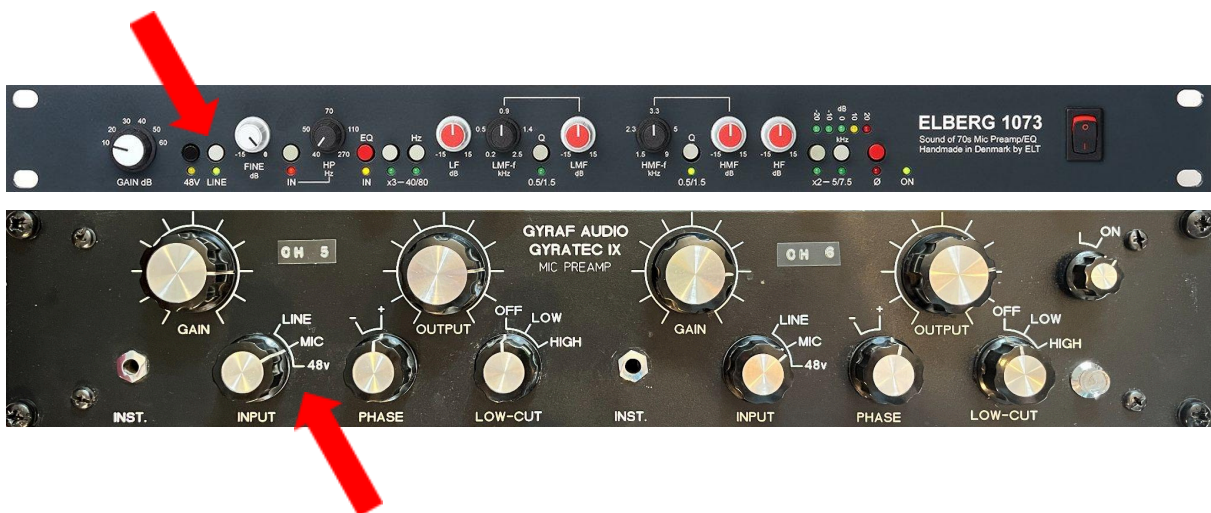 70
0.9
3.3
-20 -10 0 10 20
dB
30 40
20 50
10 60
50 110
EQ
Hz
0.5 Q 1.4
2.3 Q 5
kHz
ELBERG 1073
Sound of 70s Mic Preamp/EQ
Handmade in Denmark by ELT
GAIN dB
48V LINE
-15 0
FINE
dB
IN
40 270
HP
Hz
IN
x3-40/80
-15 15
LF
dB
0.2 2.5
LMF-f
kHz
0.5/1.5
-15 15
LMF
dB
1.5 9
HMF-f
kHz
0.5/1.5
-15 15
HMF
dB
-15 15
HF
dB
x2-5/7.5
Ø
ON
GYRAF AUDIO
GYRATEC IX
MIC PREAMP
CH 5
CH 6
ON
GAIN
OUTPUT
GAIN
OUTPUT
LINE
MIC
48v
- +
OFF
LOW
HIGH
LINE
MIC
48v
- +
OFF
LOW
HIGH
INST.
INPUT
PHASE
LOW-CUT
INST.
INPUT
PHASE
LOW-CUT